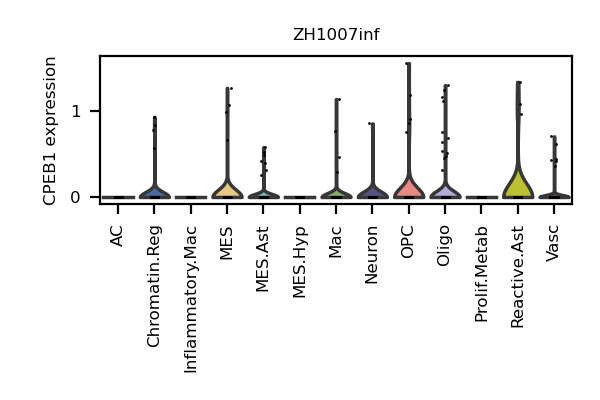 ZH1007inf
CPEB1 expression
1
0
AC
Chromatin.Reg
Inflammatory.Mac
MES
MES.Ast
MES.Hyp
Mac
Neuron
OPC
Oligo
Prolif.Metab
Reactive.Ast
Vasc